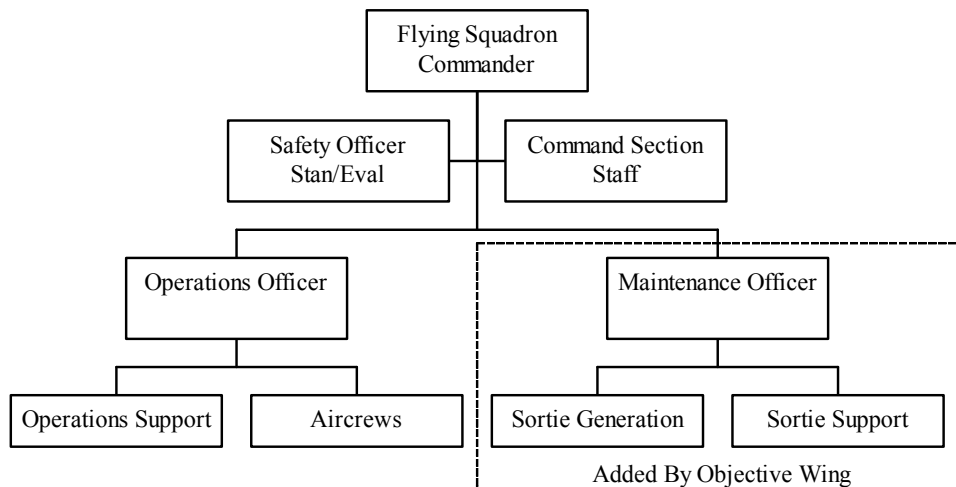 Flying Squadron
Commander
Safety Officer
Stan/Eval
Command Section
Staff
Operations Officer
Maintenance Officer
Operations Support
Aircrews
Sortie Generation
Sortie Support
Added By Objective Wing